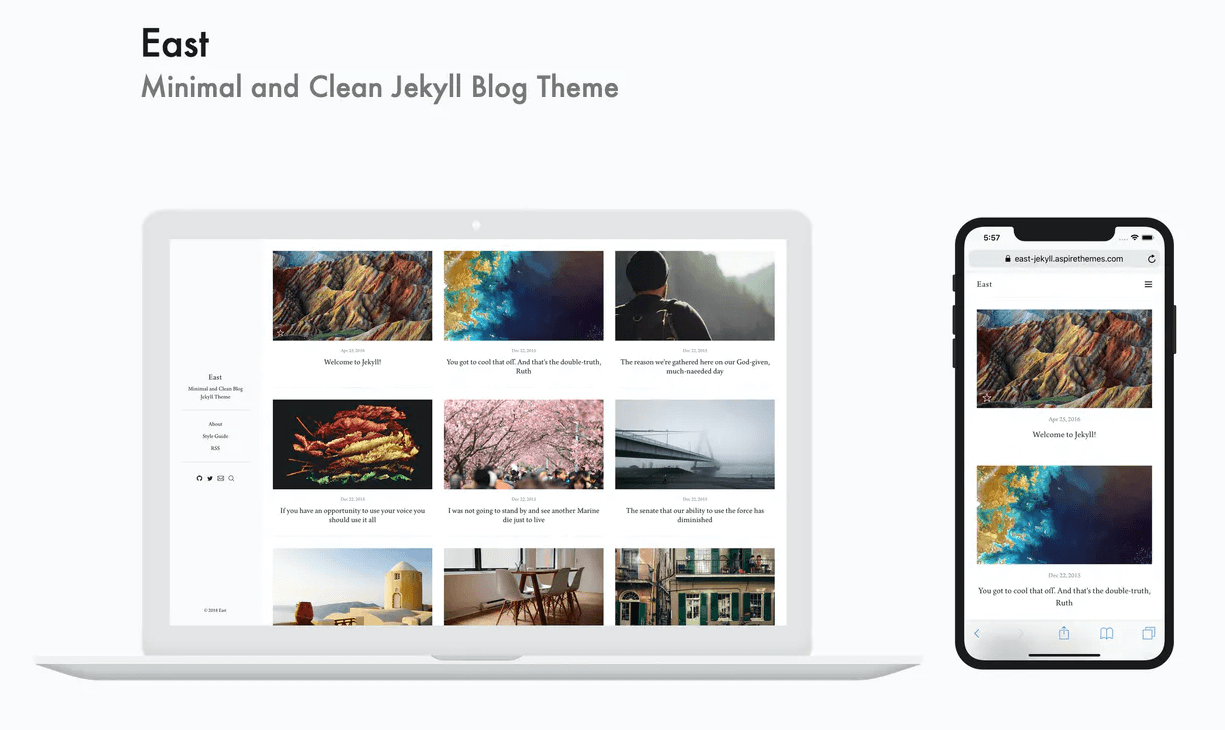 East
Minimal and Clean Jekyll Blog Theme
East
Minimal and Clean Blog
Jekyll Theme
About
Style Guide
RSS
© 2018 East
Apr 25, 2016
Welcome to Jekyll!
Dec 22, 2015
You got to cool that off. And that's the double-truth,
Ruth
Dec 22, 2015
The reason we're gathered here on our God-given,
much-naeeded day
Dec 22, 2015
If you have an opportunity to use your voice you
should use it all
Dec 22, 2015
I was not going to stand by and see another Marine
die just to live
Dec 22, 2015
The senate that our ability to use the force has
diminished
5:57
east-jekyll.aspirethemes.com
East
Apr 25, 2016
Welcome to Jekyll!
Dec 22, 2015
You got to cool that off. And that's the double-truth,
Ruth